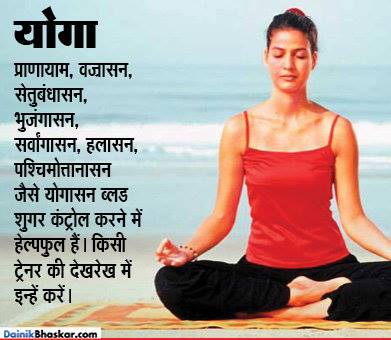 योगा
प्राणायाम, वज्रासन,
सेतुबंधासन,
भुजंगासन,
सर्वांगासन, हलासन,
पश्चिमोत्तानासन
जैसे योगासन ब्लड
शुगर कंट्रोल करने में
हेल्पफुल हैं। किसी
ट्रेनर की देखरेख में
इन्हें करें।
DainikBhaskar.com